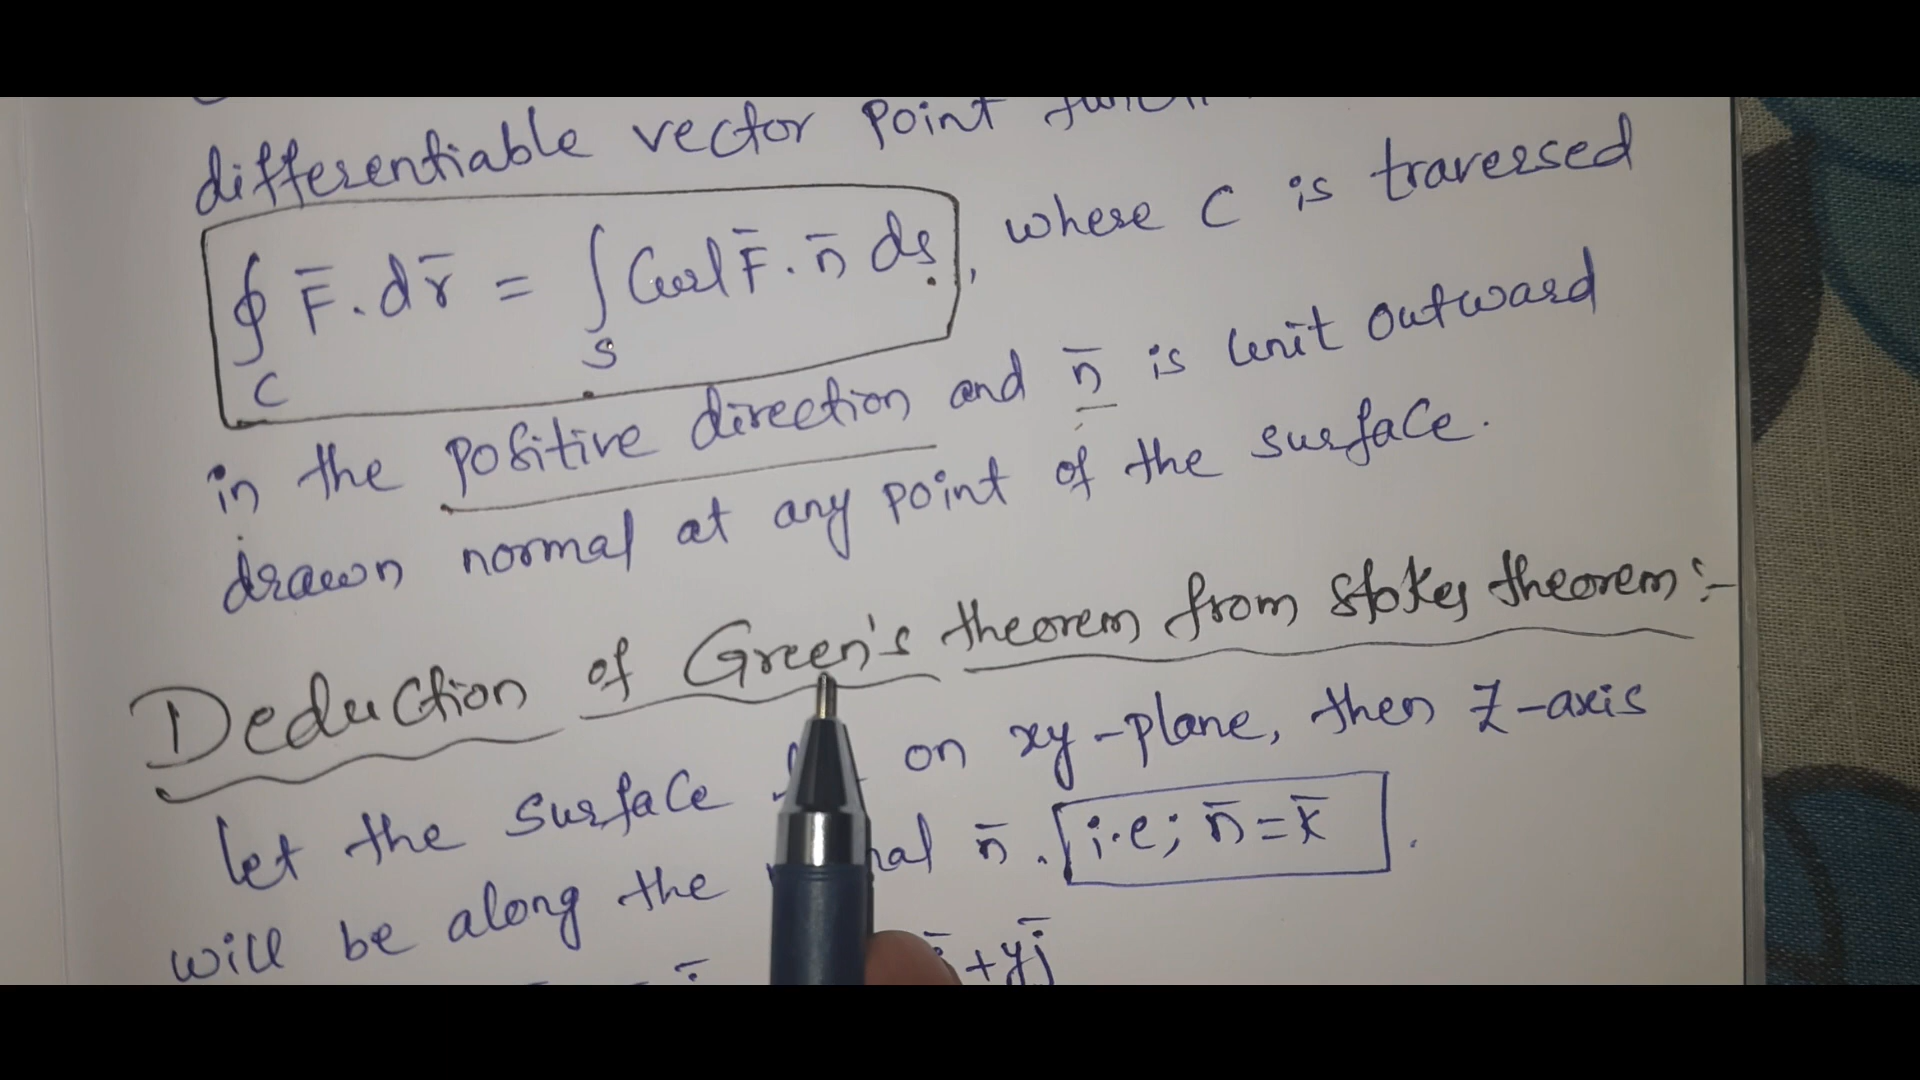 differentiable vector point
∮_C F̄.dr̄ = ∫_S Curl F̄.n̄ ds, where C is traversed
in the positive direction and n̄ is unit outward
drawn normal at any point of the surface.
Deduction of Green's theorem from Stokes theorem:-
Let the surface on xy-plane, then Z-axis
will be along the n̄. i.e; n̄=k̄.
+yj̄